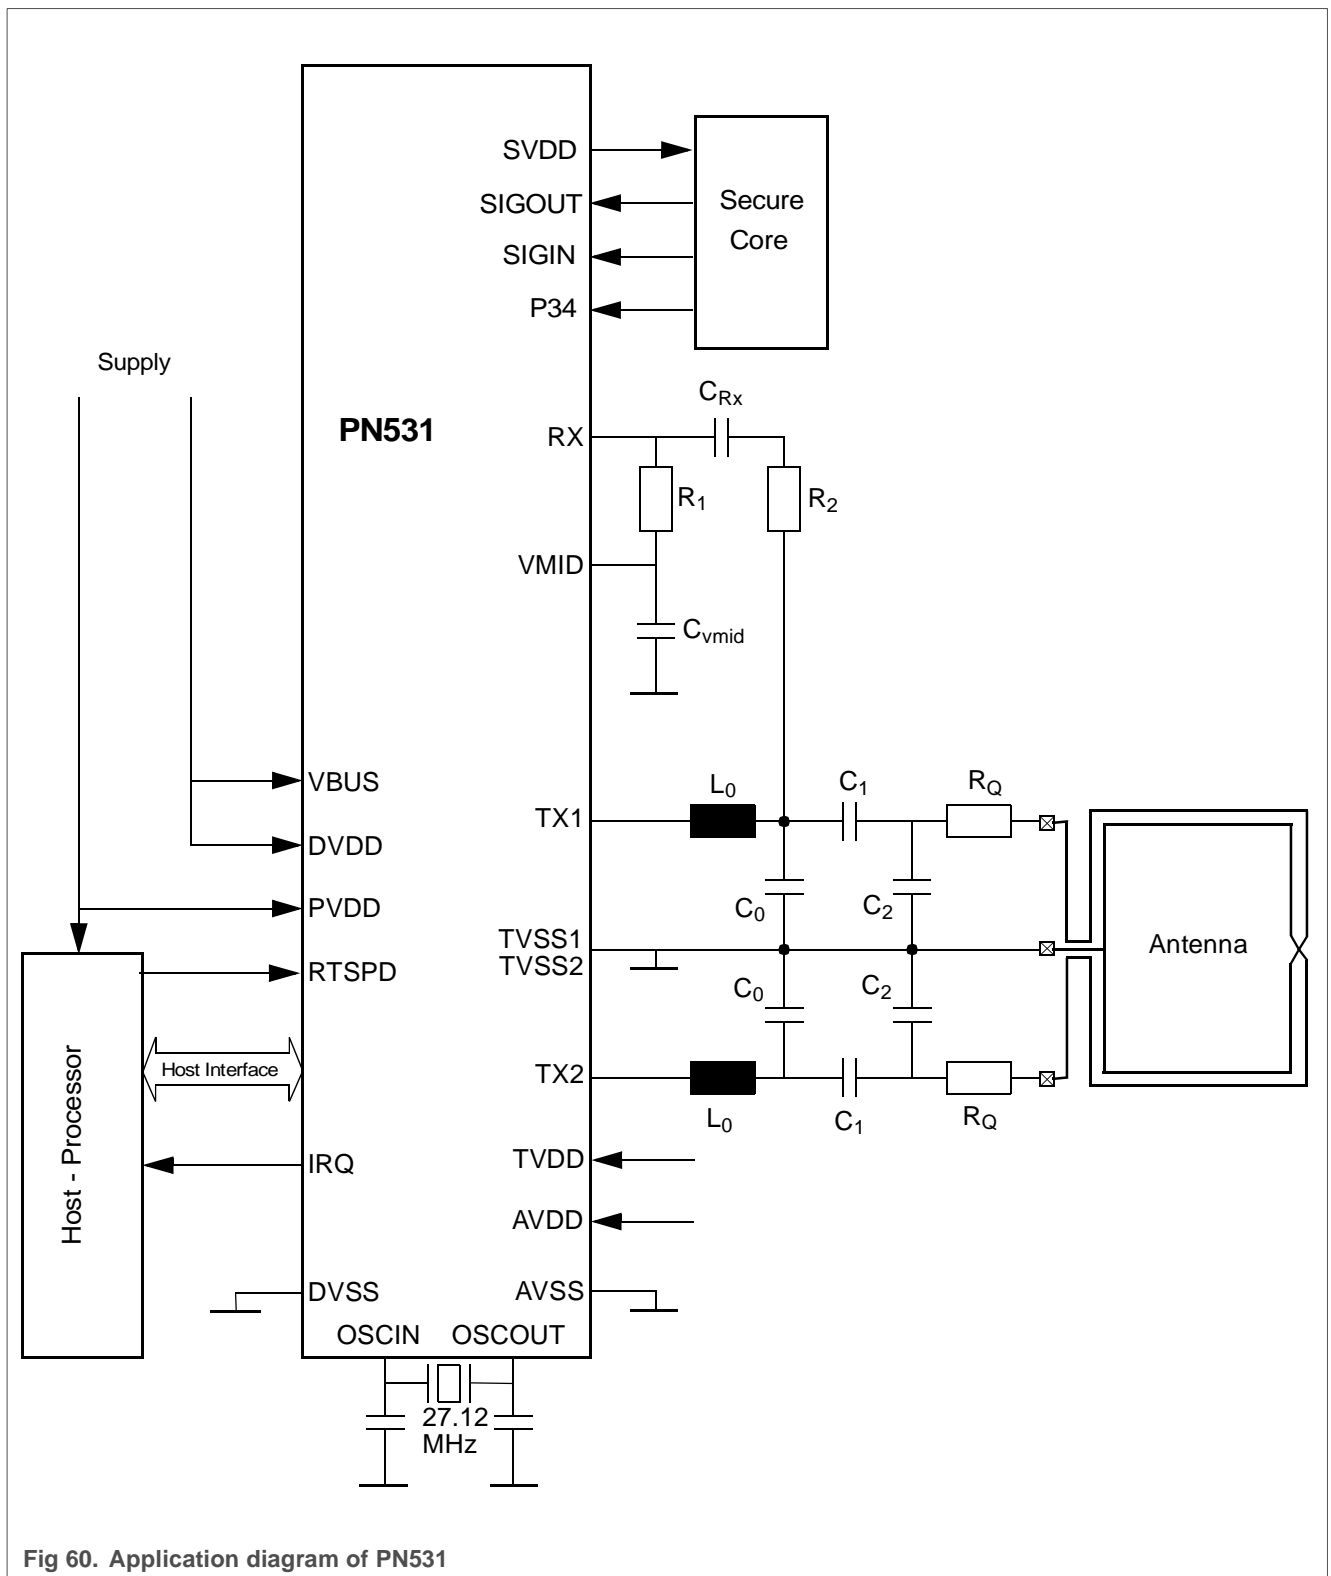 SVDD
SIGOUT
SIGIN
P34
Secure
Core
Supply
PN531
CRx
RX
R1
R2
VMID
Cvmid
VBUS
DVDD
PVDD
RTSPD
TX1
L0
C1
RQ
C0
C2
TVSS1
TVSS2
C0
C2
Antenna
TX2
L0
C1
RQ
Host - Processor
Host Interface
IRQ
TVDD
AVDD
DVSS
AVSS
OSCIN
OSCOUT
27.12
MHz
Fig 60. Application diagram of PN531